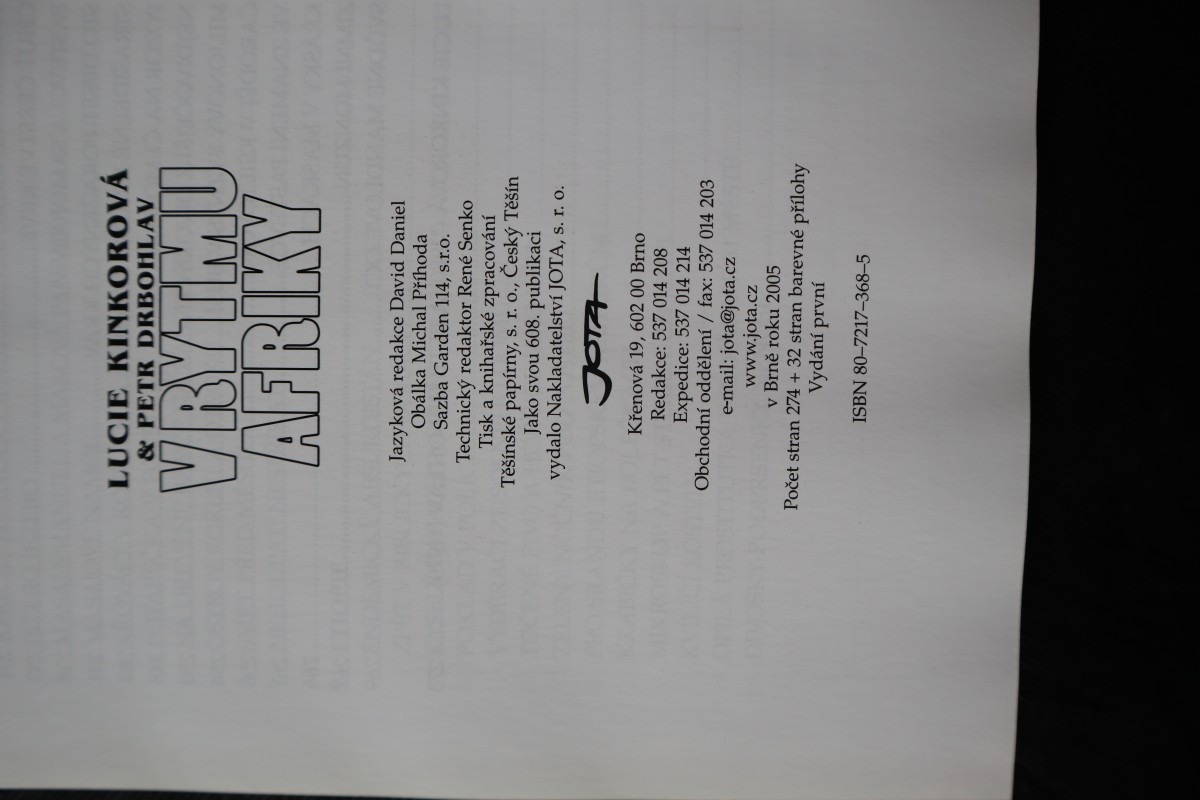 LUCIE KINKOROVÁ
& PETR DRBOHLAV
V RYTMU
AFRIKY
Jazyková redakce David Daniel
Obálka Michal Příhoda
Sazba Garden 114, s.r.o.
Technický redaktor René Senko
Tisk a knihařské zpracování
Těšínské papírny, s. r. o., Český Těšín
Jako svou 608. publikaci
vydalo Nakladatelství JOTA, s. r. o.
JOTA
Křenová 19, 602 00 Brno
Redakce: 537 014 208
Expedice: 537 014 214
Obchodní oddělení / fax: 537 014 203
e-mail: jota@jota.cz
www.jota.cz
v Brně roku 2005
Počet stran 274 + 32 stran barevné přílohy
Vydání první
ISBN 80–7217–368–5